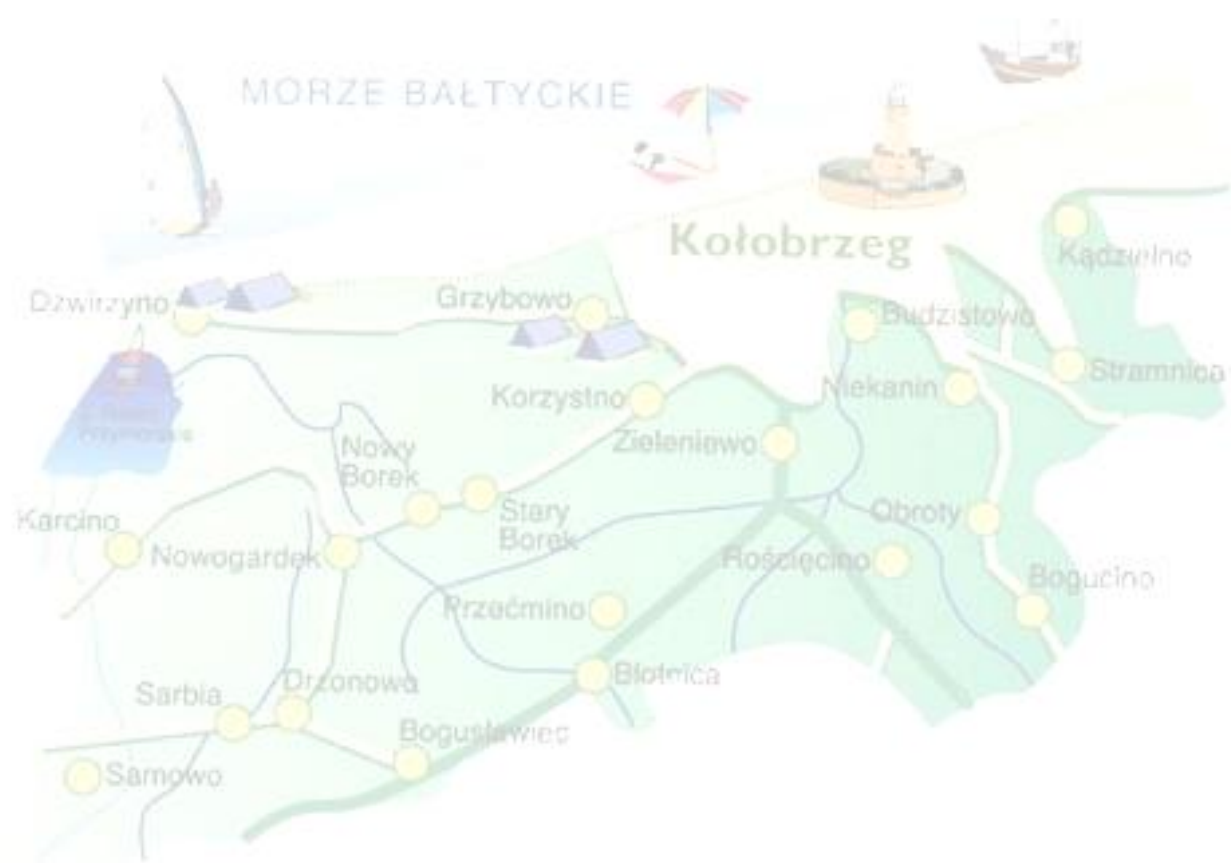 MORZE BAŁTYCKIE
Kołobrzeg
Kądzielno
Dźwirzyno
Grzybowo
Budzistowo
Stramnica
Niekanin
Korzystno
Zieleniewo
Nowy
Borek
Stary
Borek
Obroty
Karcino
Nowogardek
Rościęcino
Bogucino
Przećmino
Błotnica
Drzonowo
Sarbia
Bogusławiec
Samowo